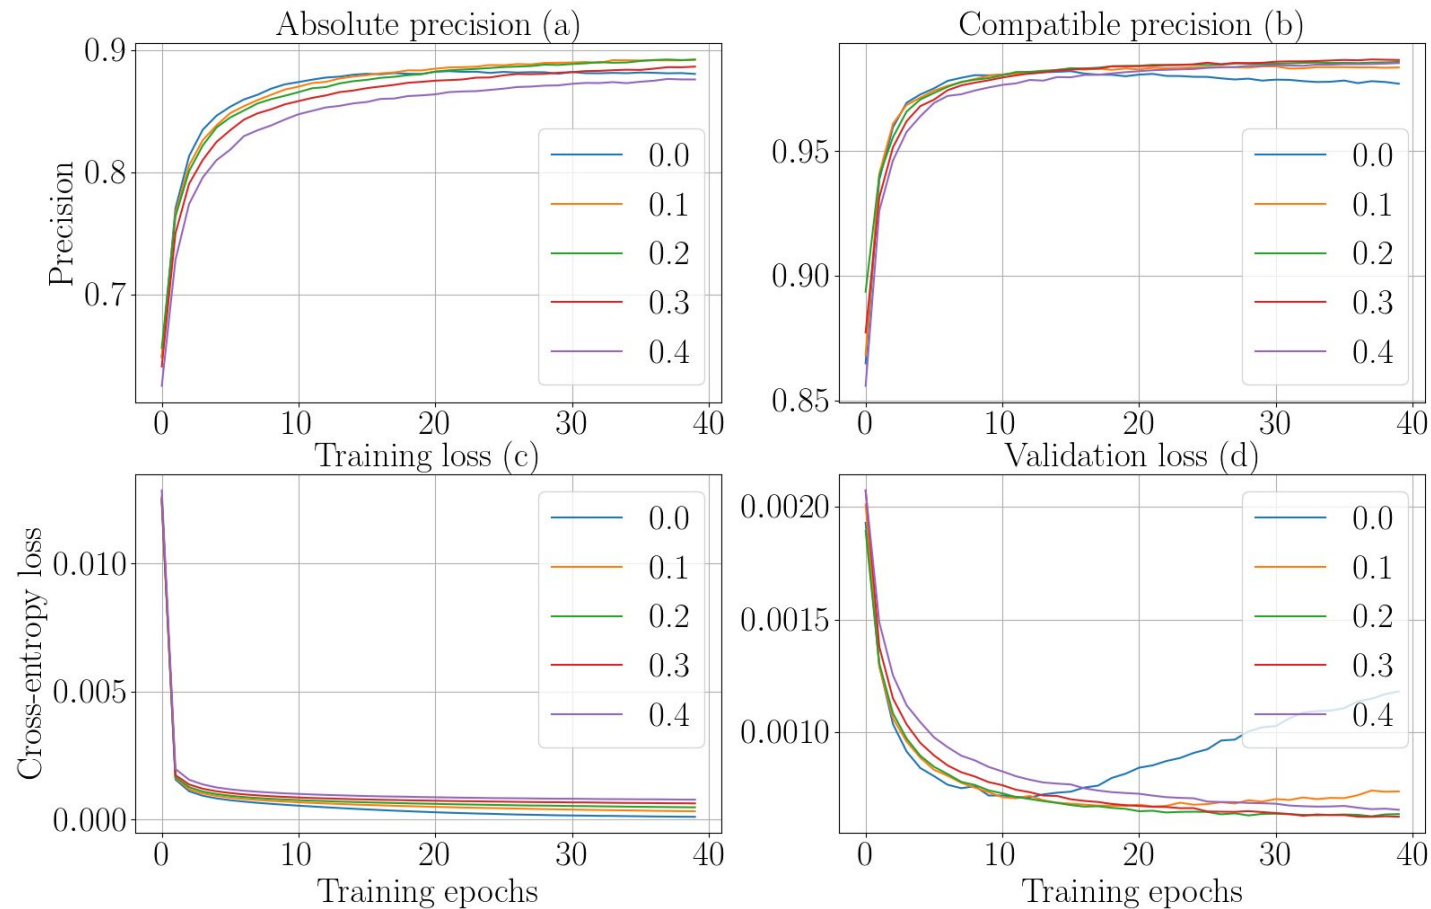 Absolute precision (a)
Precision
0.9
0.8
0.7
0 10 20 30 40
0.0
0.1
0.2
0.3
0.4
Compatible precision (b)
0.95
0.90
0.85
0 10 20 30 40
0.0
0.1
0.2
0.3
0.4
Training loss (c)
Cross-entropy loss
0.010
0.005
0.000
0 10 20 30 40
Training epochs
0.0
0.1
0.2
0.3
0.4
Validation loss (d)
0.0020
0.0015
0.0010
0 10 20 30 40
Training epochs
0.0
0.1
0.2
0.3
0.4